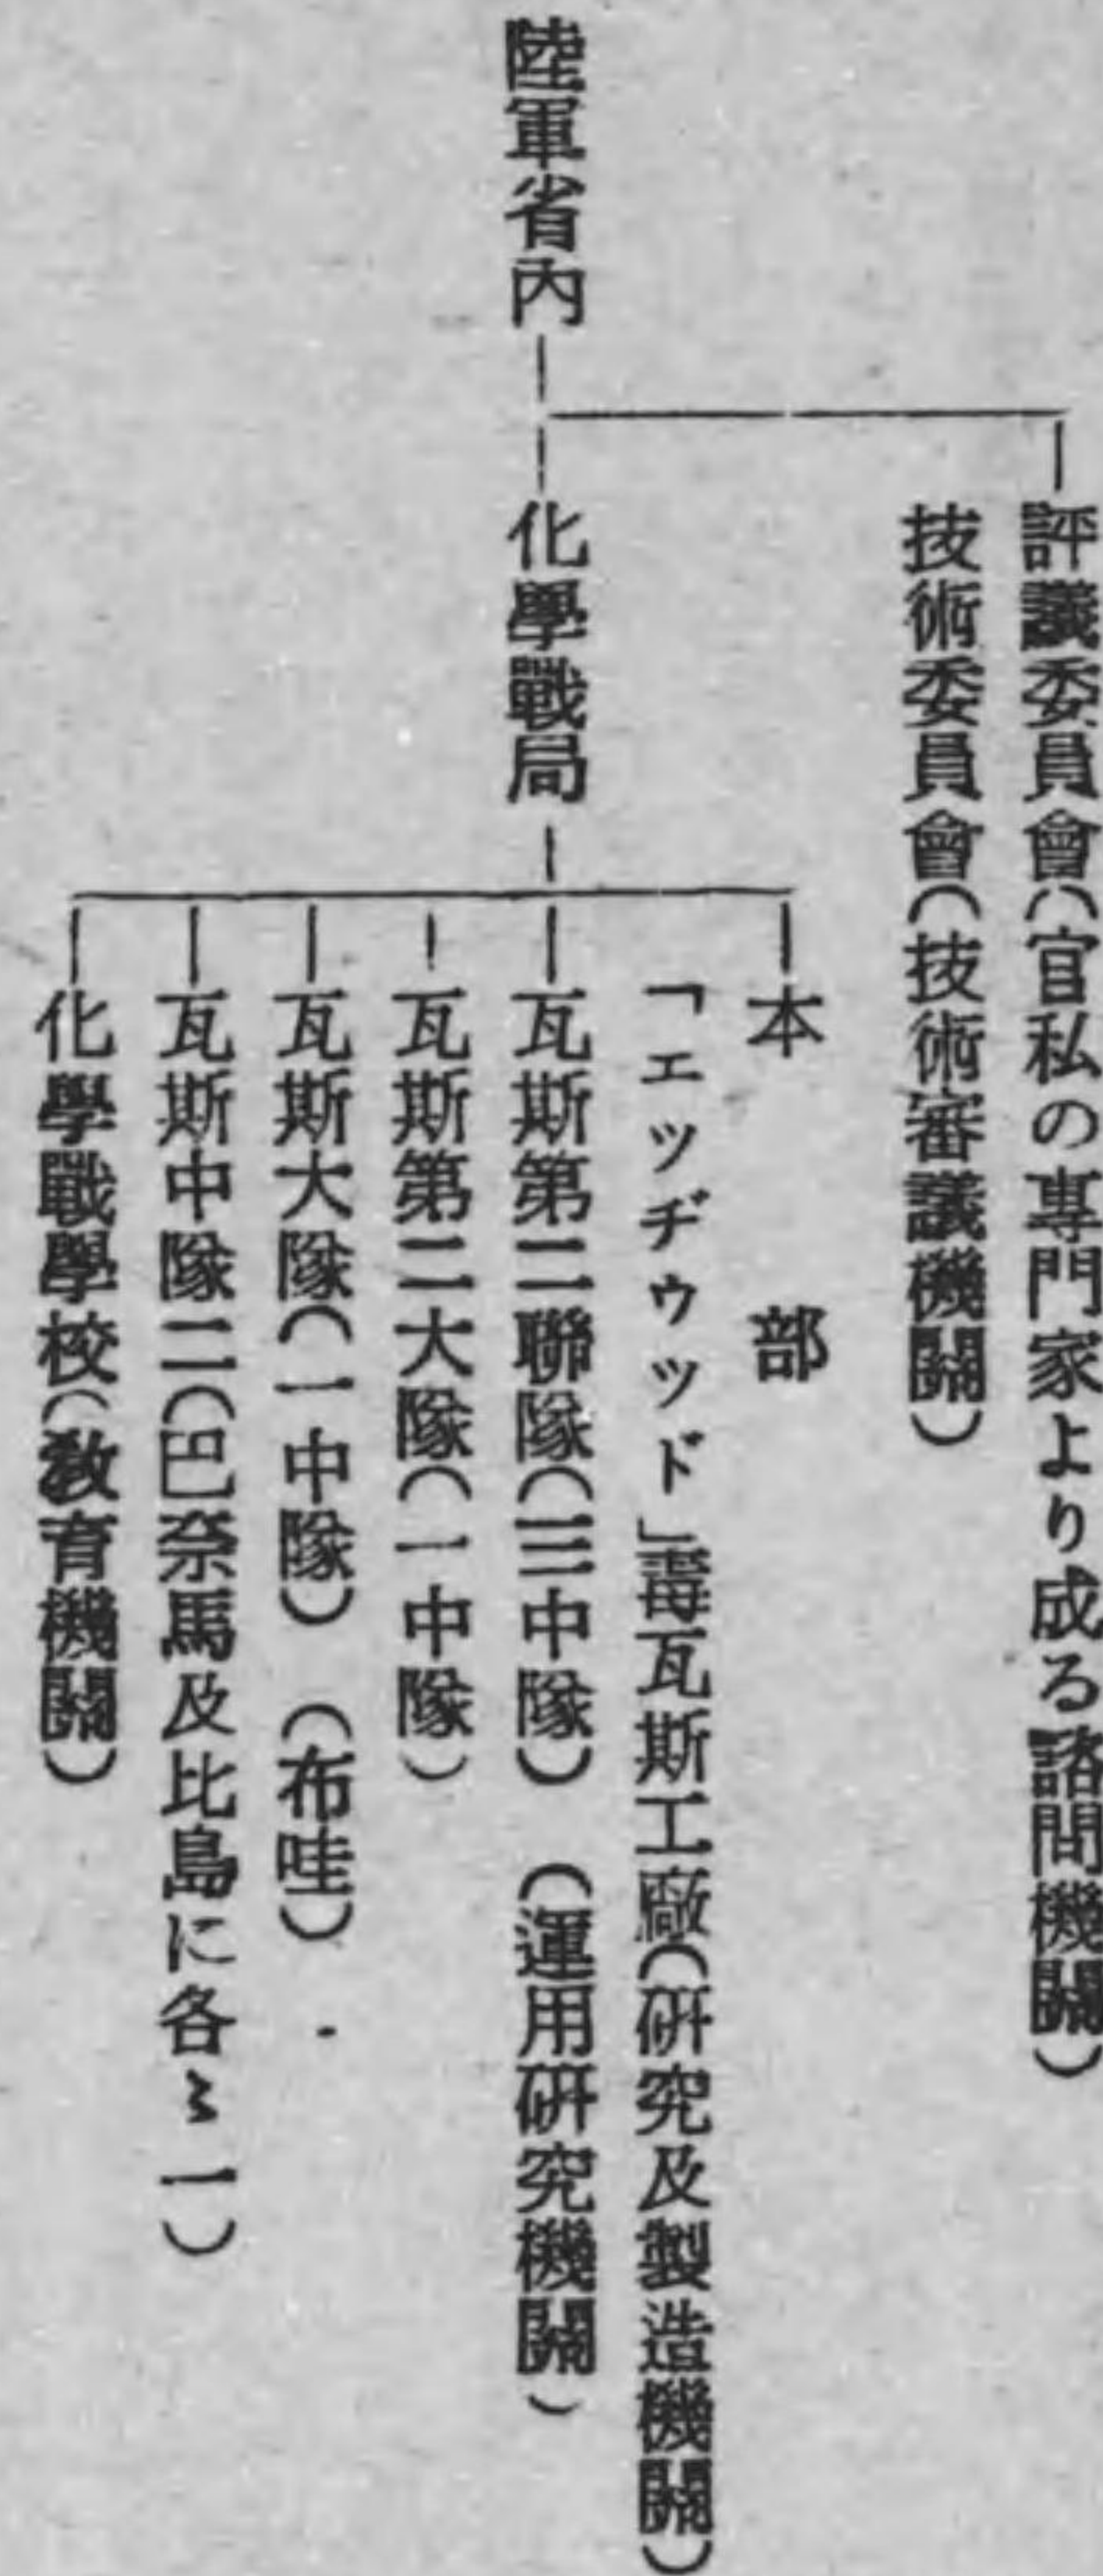 評議委員會(官私の專門家より成る諮問機關)
技術委員會(技術審議機關)
陸軍省內
化學戰局
本部
「エッヂウッド」毒瓦斯工廠(硏究及製造機關)
瓦斯第二聯隊(三中隊) (運用硏究機關)
瓦斯第二大隊(一中隊)
瓦斯大隊(一中隊) (布哇)
瓦斯中隊二(巴奈馬及比島に各〻一)
化學戰學校(敎育機關)